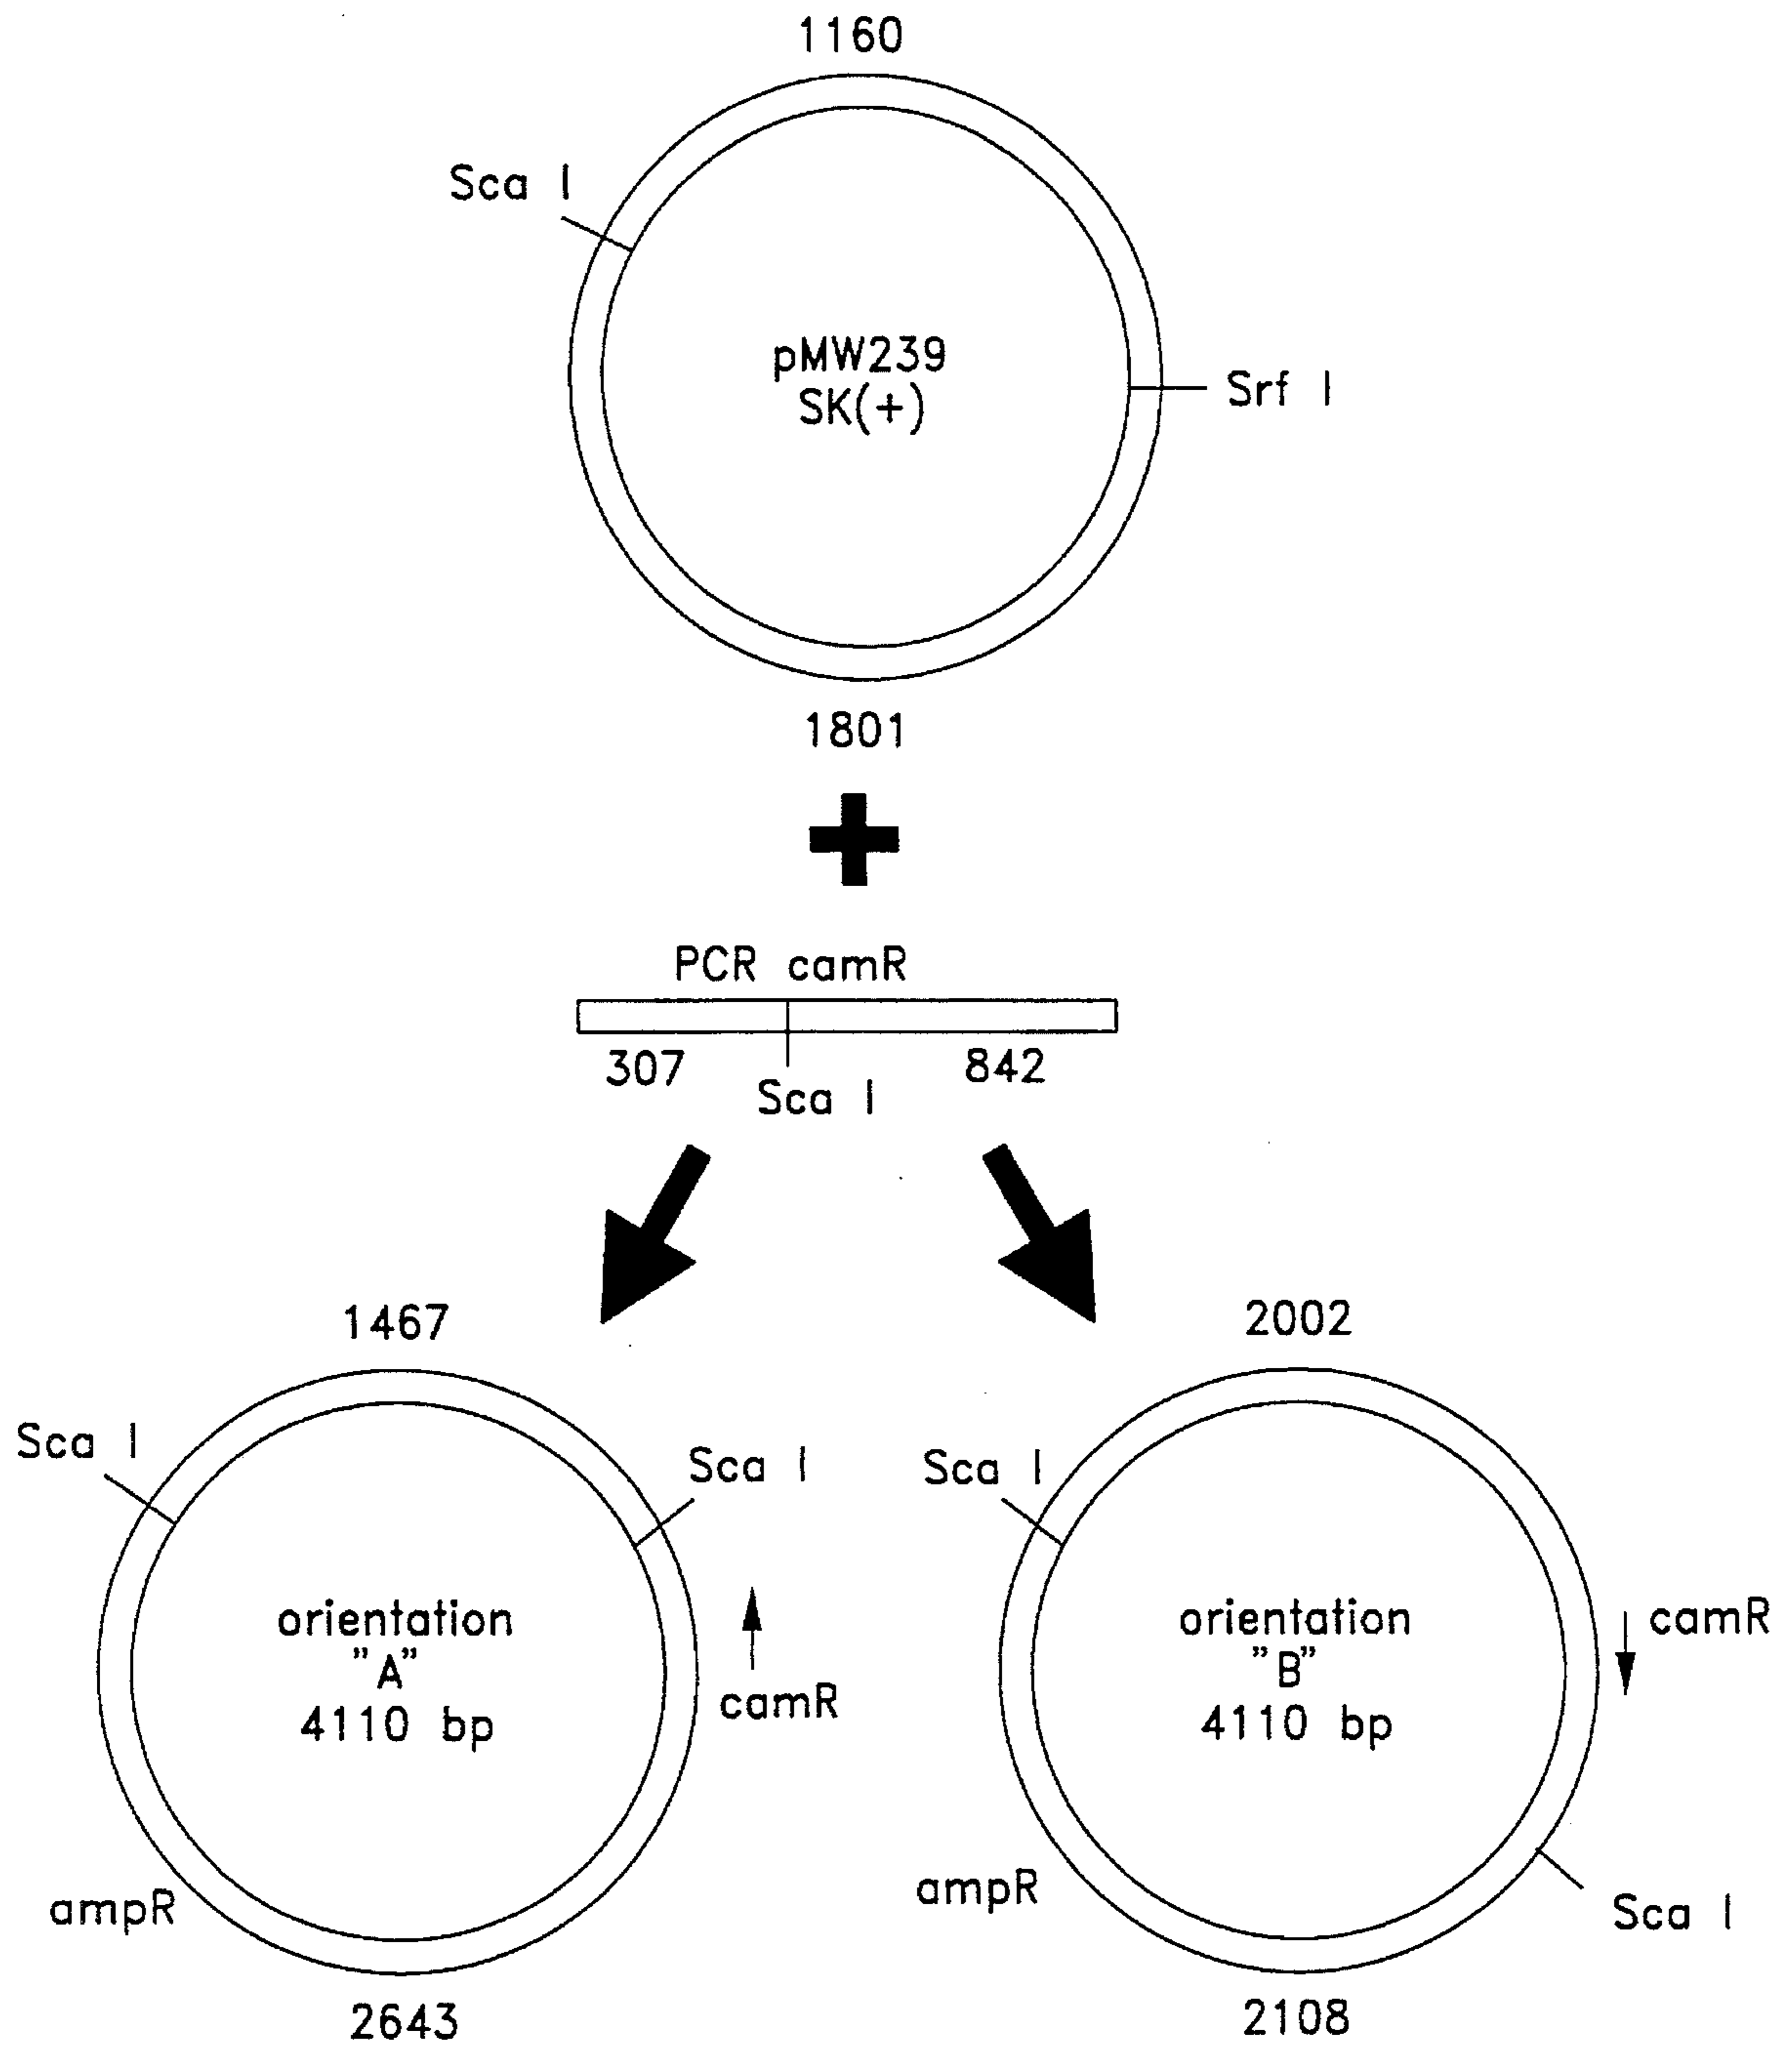 1160
Sca I
pMW239
SK(+)
Srf I
1801
+
PCR camR
307
842
Sca I
1467
2002
Sca I
Sca I
Sca I
orientation
"A"
4110 bp
camR
orientation
"B"
4110 bp
camR
ampR
ampR
Sca I
2643
2108